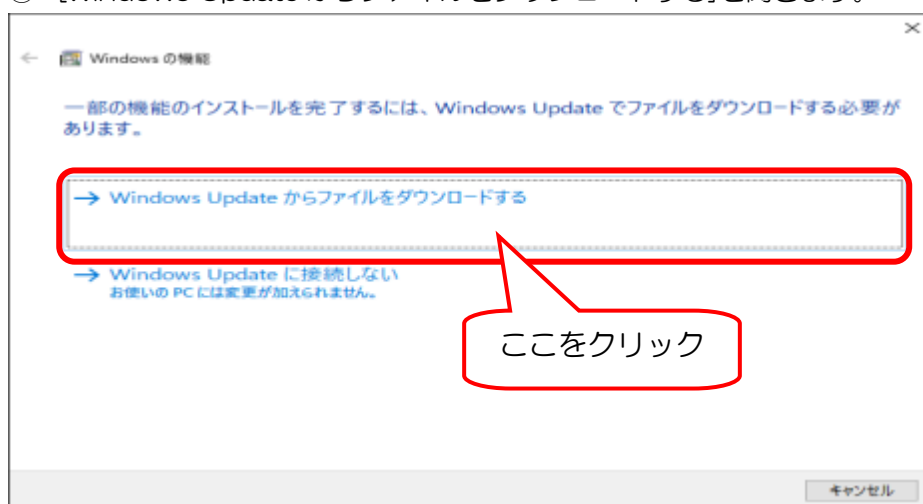 Windows の機能
一部の機能のインストールを完了するには、Windows Update でファイルをダウンロードする必要が
あります。
→ Windows Update からファイルをダウンロードする
→ Windows Update に接続しない
お使いの PC には変更が加えられません。
ここをクリック
キャンセル